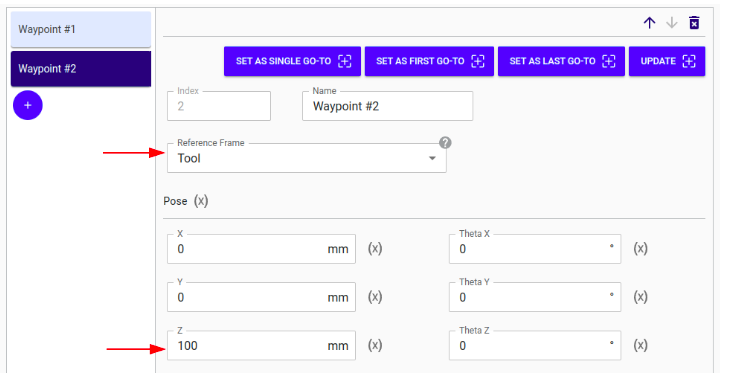 Waypoint #1
Waypoint #2
+
SET AS SINGLE GO-TO
SET AS FIRST GO-TO
SET AS LAST GO-TO
UPDATE
Index
2
Name
Waypoint #2
Reference Frame
Tool
?
Pose (x)
X
0 mm (x)
Theta X
0 ° (x)
Y
0 mm (x)
Theta Y
0 ° (x)
Z
100 mm (x)
Theta Z
0 ° (x)